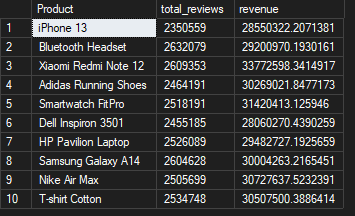 Product total_reviews revenue
1 iPhone 13 2350559 28550322.2071381
2 Bluetooth Headset 2632079 29200970.1930161
3 Xiaomi Redmi Note 12 2609353 33772598.3414917
4 Adidas Running Shoes 2464191 30269021.8477173
5 Smartwatch FitPro 2518191 31420413.125946
6 Dell Inspiron 3501 2455185 28060270.4390259
7 HP Pavilion Laptop 2526089 29482727.1925659
8 Samsung Galaxy A14 2604628 30004263.2165451
9 Nike Air Max 2505699 30727637.5232391
10 T-shirt Cotton 2534748 30507500.3886414